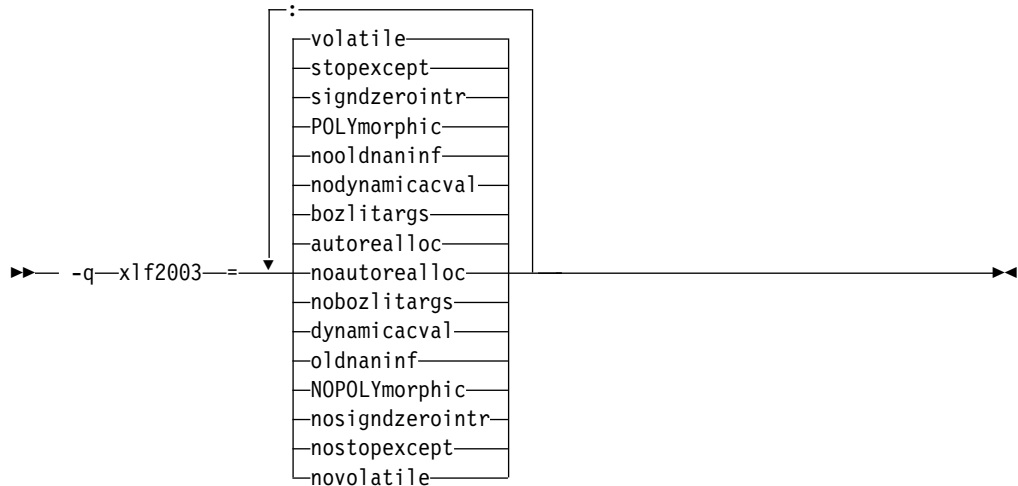 :
volatile
stopexcept
signdzerointr
POLYmorphic
nooldnaninf
nodynamicacval
bozlitargs
autorealloc
-q xlf2003 = noautorealloc
nobozlitargs
dynamicacval
oldnaninf
NOPOLYmorphic
nosigndzerointr
nostopexcept
novolatile